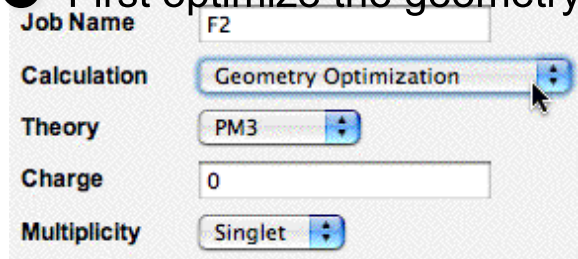 First optimize the geometry
Job Name F2
Calculation Geometry Optimization
Theory PM3
Charge 0
Multiplicity Singlet